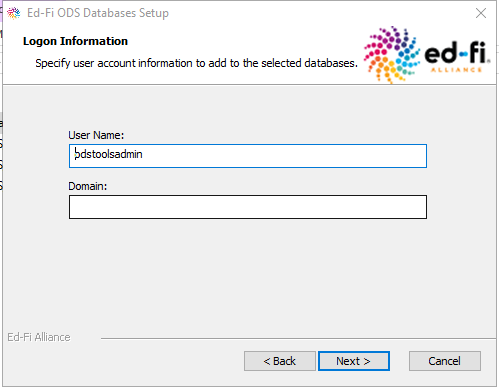 Ed-Fi ODS Databases Setup
Logon Information
Specify user account information to add to the selected databases.
ed-fi
ALLIANCE
User Name:
odstoolsadmin
Domain:
Ed-Fi Alliance
< Back
Next >
Cancel